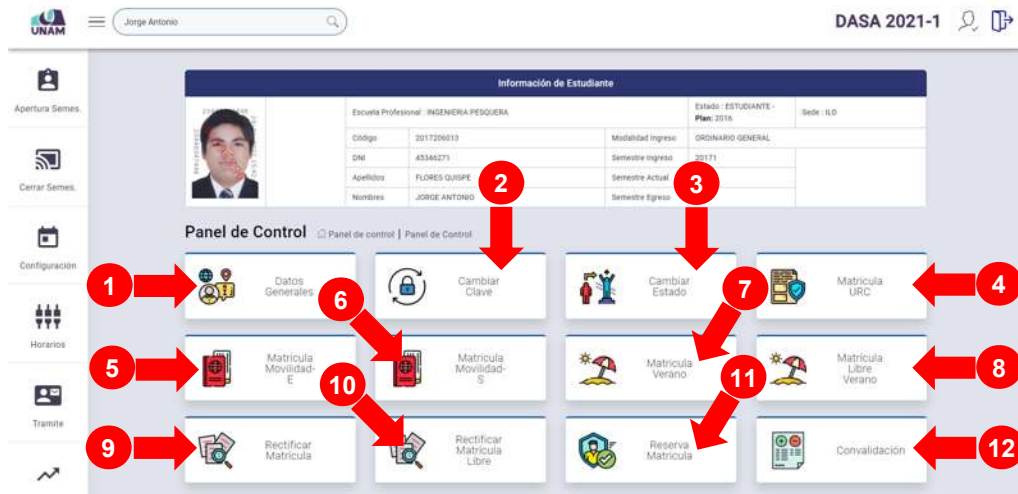 UNAM
Jorge Antonio
DASA 2021-1
Apertura Semes.
Cerrar Semes.
Configuración
Horarios
Tramite
Información de Estudiante
Escuela Profesional : INGENIERIA PESQUERA
Estado : ESTUDIANTE -
Plan: 2016
Sede : ILO
Código
2017206013
Modalidad Ingreso
ORDINARIO GENERAL
DNI
45346271
Semestre Ingreso
20171
Apellidos
FLORES QUISPE
Semestre Actual
Nombres
JORGE ANTONIO
Semestre Egreso
Panel de Control
Panel de control | Panel de Control
1
Datos
Generales
2
Cambiar
Clave
3
Cambiar
Estado
4
Matricula
URC
5
Matricula
Movilidad-
E
6
Matricula
Movilidad-
S
7
Matricula
Verano
8
Matrícula
Libre
Verano
9
Rectificar
Matrícula
10
Rectificar
Matrícula
Libre
11
Reserva
Matricula
12
Convalidación